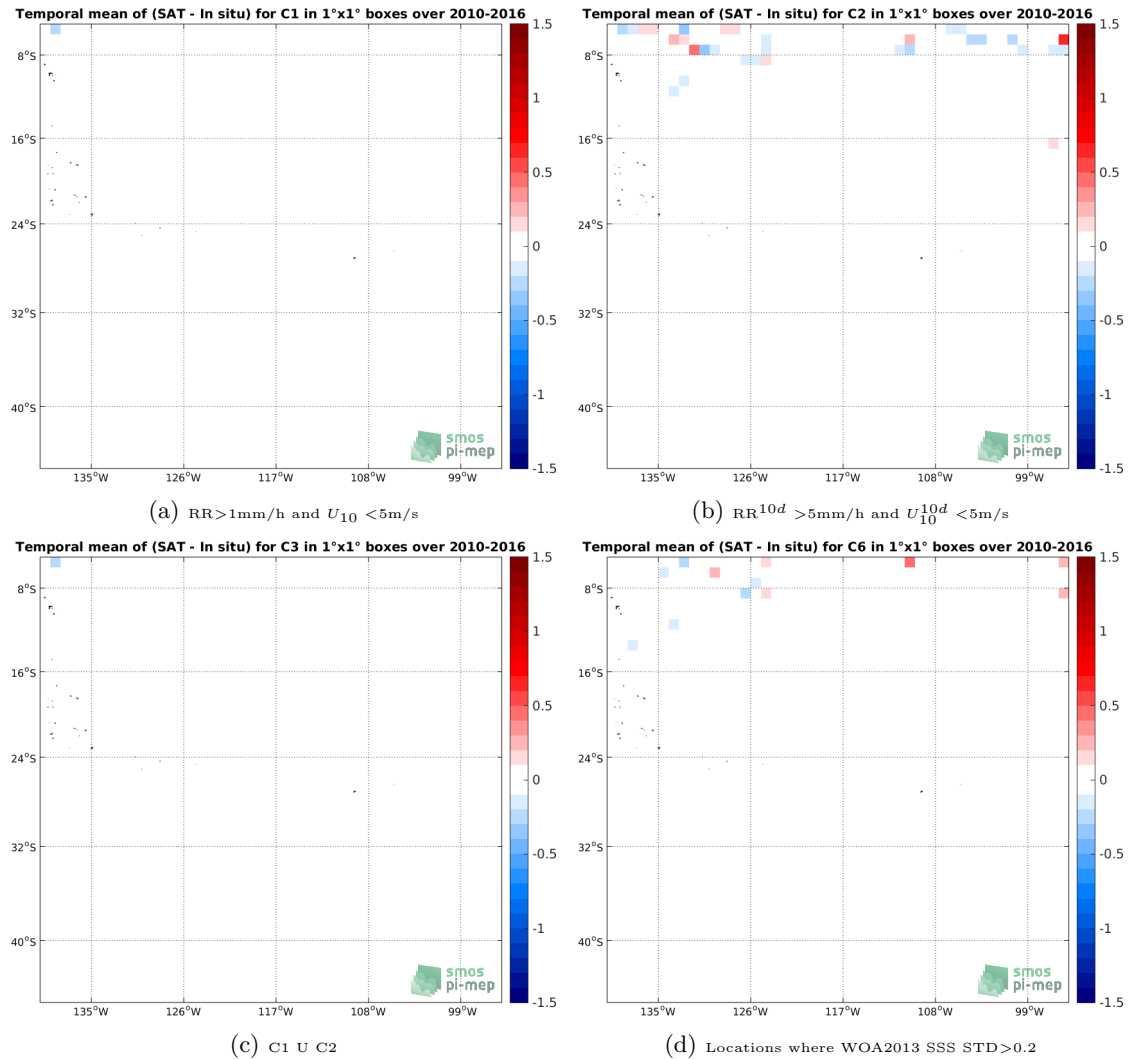 Temporal mean of (SAT - In situ) for C1 in 1°x1° boxes over 2010-2016
8°S
16°S
24°S
32°S
40°S
135°W
126°W
117°W
108°W
99°W
1.5
1
0.5
0
-0.5
-1
-1.5
smos
pi-mep
(a) RR>1mm/h and U10 <5m/s
Temporal mean of (SAT - In situ) for C2 in 1°x1° boxes over 2010-2016
8°S
16°S
24°S
32°S
40°S
135°W
126°W
117°W
108°W
99°W
1.5
1
0.5
0
-0.5
-1
-1.5
smos
pi-mep
(b) RR^10d >5mm/h and U10^10d <5m/s
Temporal mean of (SAT - In situ) for C3 in 1°x1° boxes over 2010-2016
8°S
16°S
24°S
32°S
40°S
135°W
126°W
117°W
108°W
99°W
1.5
1
0.5
0
-0.5
-1
-1.5
smos
pi-mep
(c) C1 U C2
Temporal mean of (SAT - In situ) for C6 in 1°x1° boxes over 2010-2016
8°S
16°S
24°S
32°S
40°S
135°W
126°W
117°W
108°W
99°W
1.5
1
0.5
0
-0.5
-1
-1.5
smos
pi-mep
(d) Locations where WOA2013 SSS STD>0.2